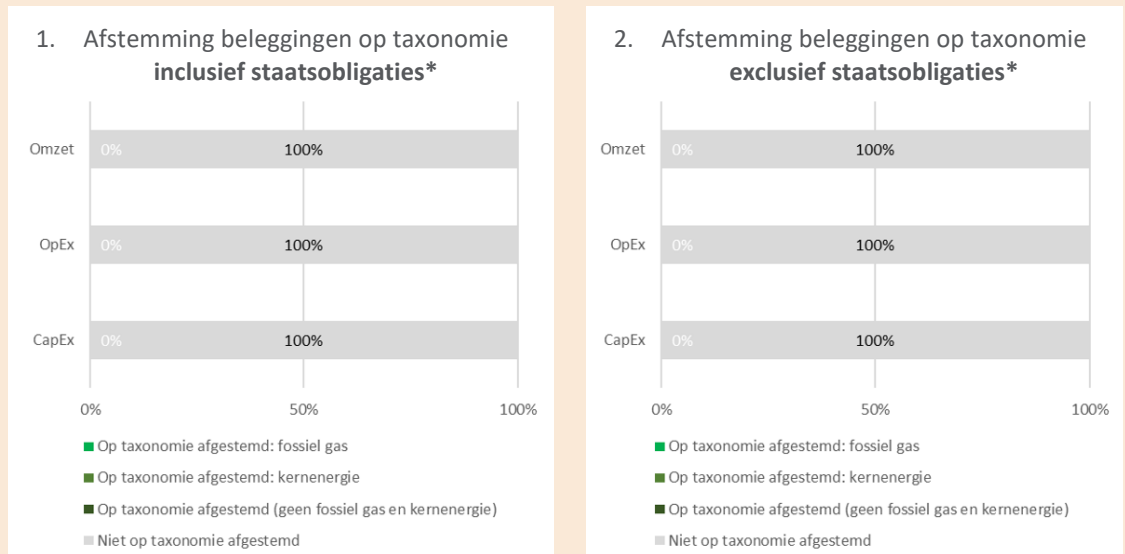 1. Afstemming beleggingen op taxonomie
inclusief staatsobligaties*
Omzet 0% 100%
OpEx 0% 100%
CapEx 0% 100%
0% 50% 100%
Op taxonomie afgestemd: fossiel gas
Op taxonomie afgestemd: kernenergie
Op taxonomie afgestemd (geen fossiel gas en kernenergie)
Niet op taxonomie afgestemd
2. Afstemming beleggingen op taxonomie
exclusief staatsobligaties*
Omzet 0% 100%
OpEx 0% 100%
CapEx 0% 100%
0% 50% 100%
Op taxonomie afgestemd: fossiel gas
Op taxonomie afgestemd: kernenergie
Op taxonomie afgestemd (geen fossiel gas en kernenergie)
Niet op taxonomie afgestemd